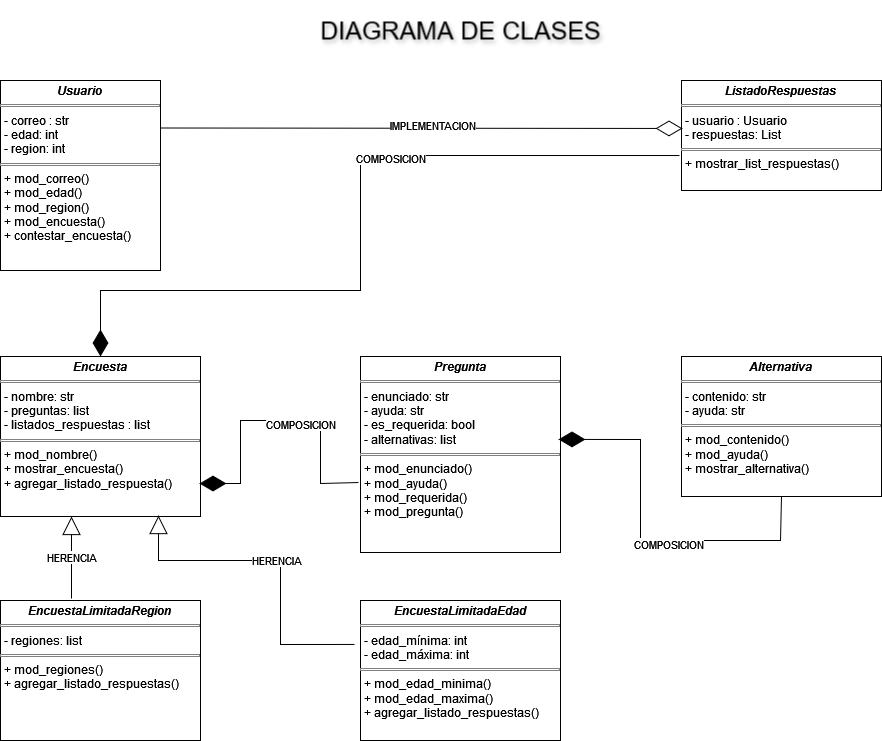 DIAGRAMA DE CLASES
Usuario
- correo : str
- edad: int
- region: int
+ mod_correo()
+ mod_edad()
+ mod_region()
+ mod_encuesta()
+ contestar_encuesta()
IMPLEMENTACION
ListadoRespuestas
- usuario : Usuario
- respuestas: List
+ mostrar_list_respuestas()
COMPOSICION
Encuesta
- nombre: str
- preguntas: list
- listados_respuestas : list
+ mod_nombre()
+ mostrar_encuesta()
+ agregar_listado_respuesta()
COMPOSICION
Pregunta
- enunciado: str
- ayuda: str
- es_requerida: bool
- alternativas: list
+ mod_enunciado()
+ mod_ayuda()
+ mod_requerida()
+ mod_pregunta()
COMPOSICION
Alternativa
- contenido: str
- ayuda: str
+ mod_contenido()
+ mod_ayuda()
+ mostrar_alternativa()
HERENCIA
HERENCIA
EncuestaLimitadaRegion
- regiones: list
+ mod_regiones()
+ agregar_listado_respuestas()
EncuestaLimitadaEdad
- edad_mínima: int
- edad_máxima: int
+ mod_edad_minima()
+ mod_edad_maxima()
+ agregar_listado_respuestas()